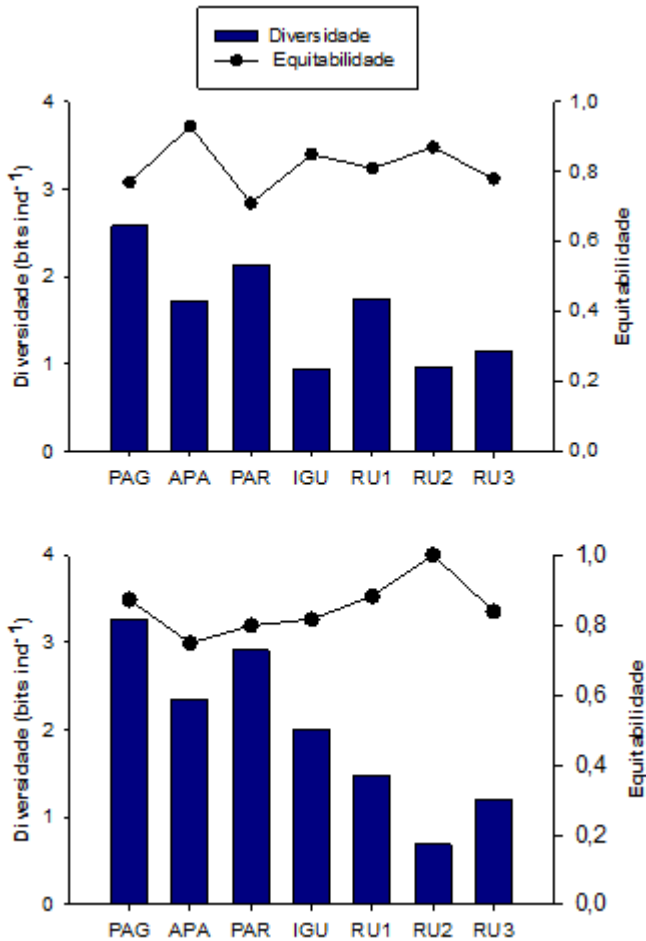 Diversidade
Equitabilidade
4
3
2
1
0
Diversidade (bits ind-1)
1,0
0,8
0,6
0,4
0,2
0,0
Equitabilidade
PAG APA PAR IGU RU1 RU2 RU3
4
3
2
1
0
Diversidade (bits ind-1)
1,0
0,8
0,6
0,4
0,2
0,0
Equitabilidade
PAG APA PAR IGU RU1 RU2 RU3